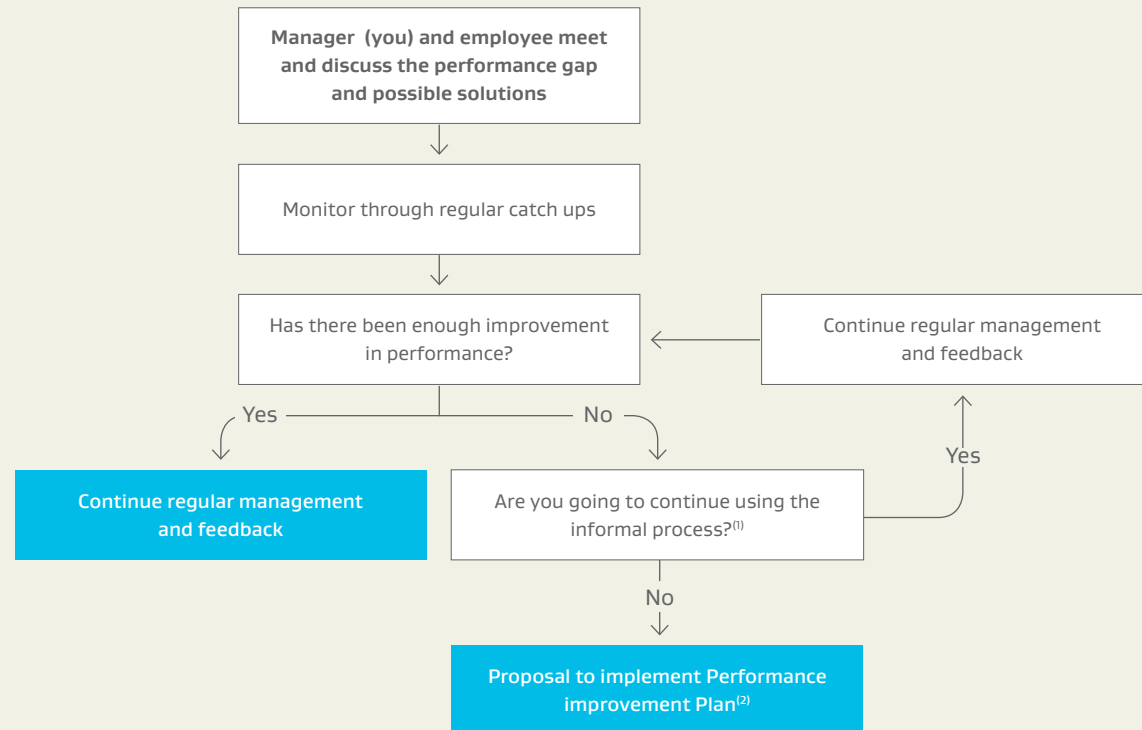 Manager (you) and employee meet
and discuss the performance gap
and possible solutions
Monitor through regular catch ups
Has there been enough improvement
in performance?
Continue regular management
and feedback
Yes
No
Yes
Continue regular management
and feedback
Are you going to continue using the
informal process?(1)
No
Proposal to implement Performance
improvement Plan(2)